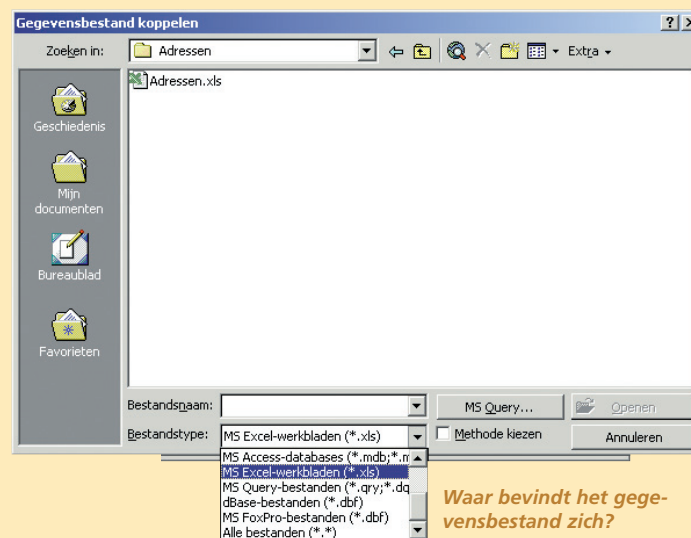 Gegevensbestand koppelen
Zoeken in:
Adressen
Extra
Adressen.xls
Geschiedenis
Mijn
documenten
Bureaublad
Favorieten
Bestandsnaam:
MS Query...
Openen
Bestandstype:
MS Excel-werkbladen (*.xls)
Methode kiezen
Annuleren
MS Access-databases (*.mdb;*.m
MS Excel-werkbladen (*.xls)
MS Query-bestanden (*.qry;*.dq
dBase-bestanden (*.dbf)
MS FoxPro-bestanden (*.dbf)
Alle bestanden (*.*)
Waar bevindt het gege-
vensbestand zich?